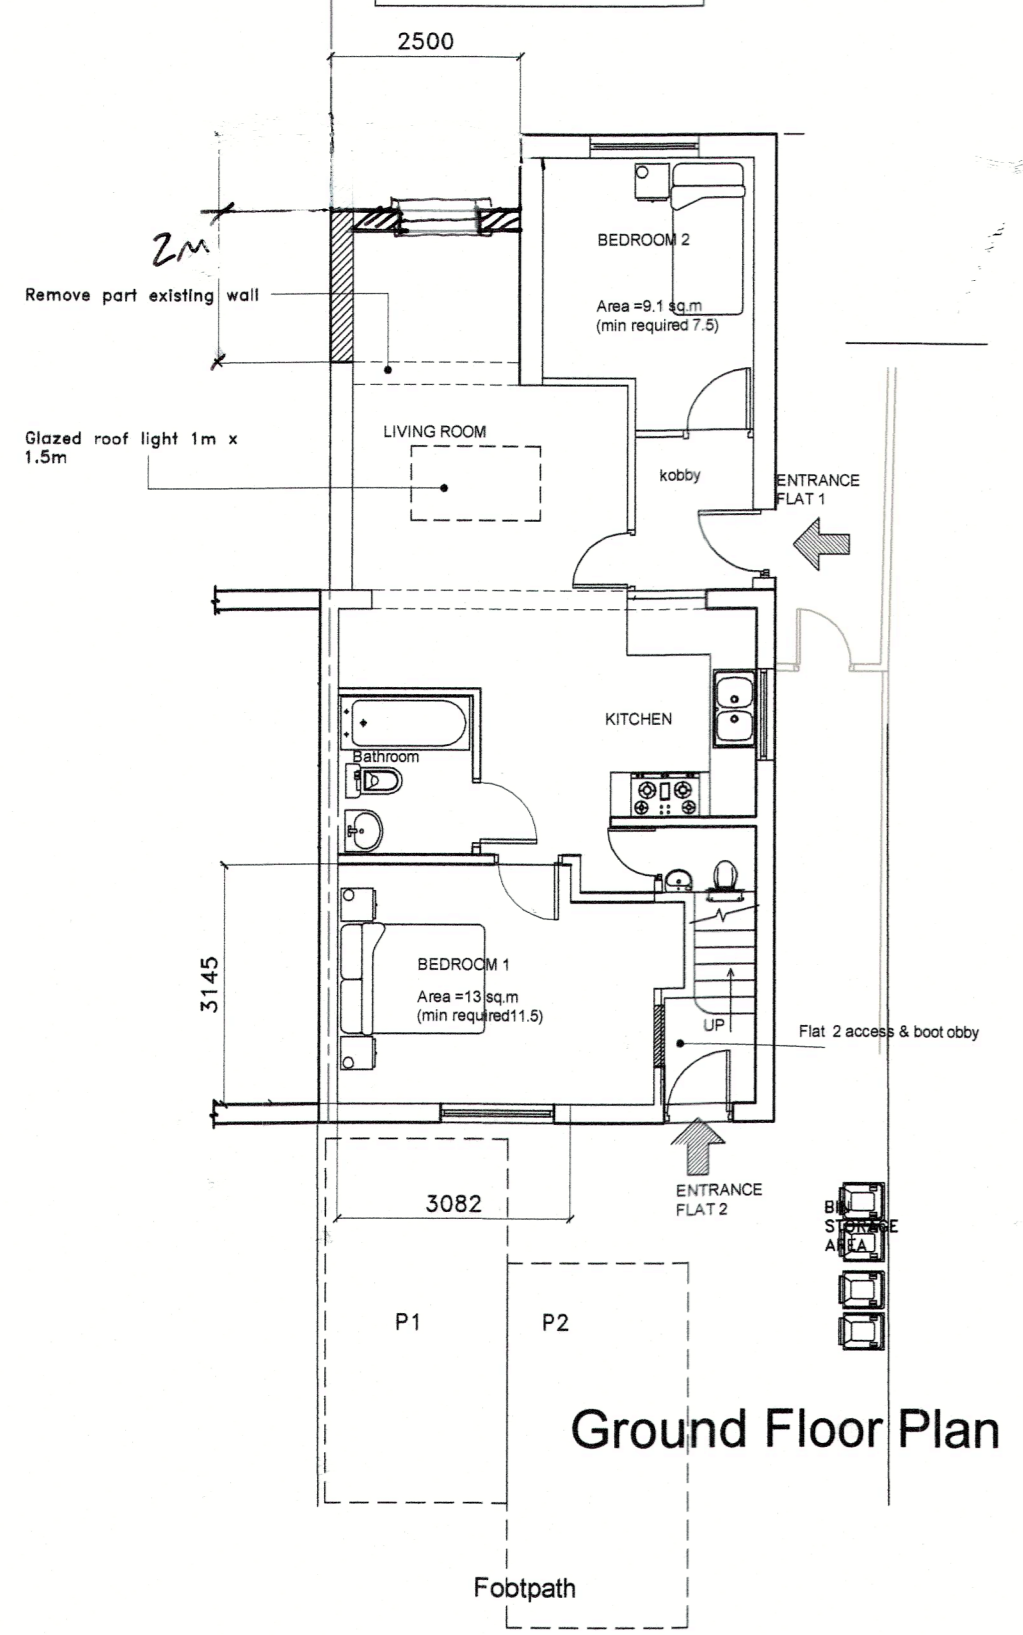 2500
2M
BEDROOM 2
Remove part existing wall
Area =9.1 sq.m
(min required 7.5)
LIVING ROOM
Glazed roof light 1m x
1.5m
kobby
ENTRANCE
FLAT 1
KITCHEN
Bathroom
3145
BEDROOM 1
Area =13 sq.m
(min required11.5)
UP
Flat 2 access & boot obby
ENTRANCE
FLAT 2
3082
BIN
STORAGE
AREA
P1
P2
Ground Floor Plan
Footpath